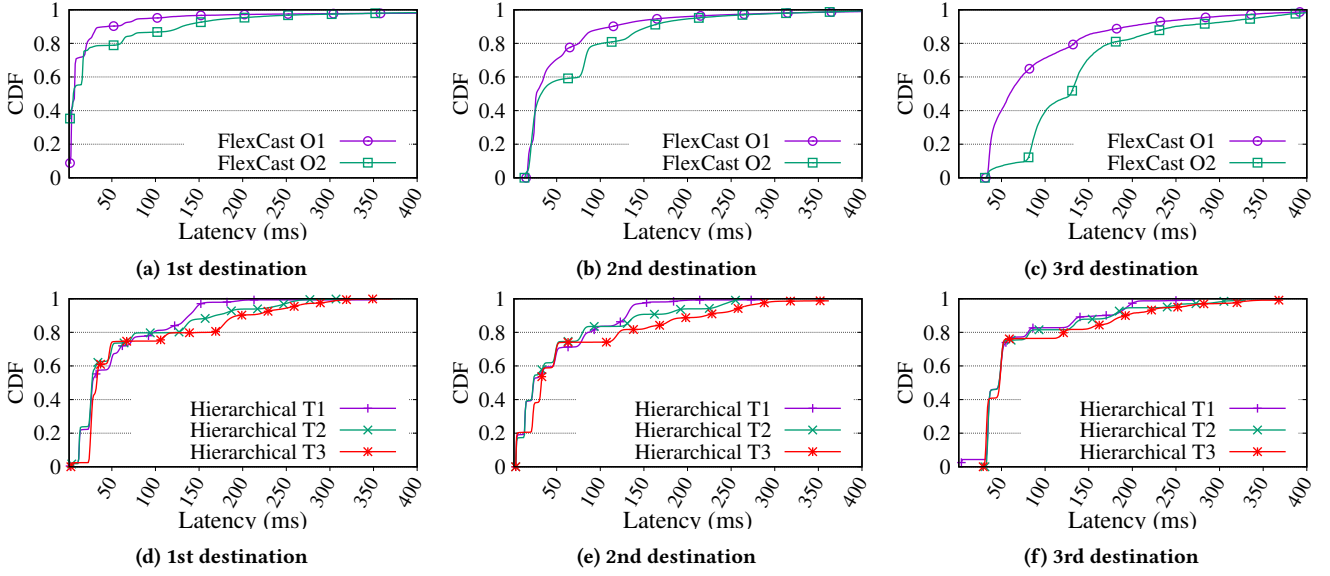 CDF
1
0.8
0.6
0.4
0.2
0
FlexCast O1
FlexCast O2
50
100
150
200
250
300
350
400
Latency (ms)
(a) 1st destination
CDF
1
0.8
0.6
0.4
0.2
0
FlexCast O1
FlexCast O2
50
100
150
200
250
300
350
400
Latency (ms)
(b) 2nd destination
CDF
1
0.8
0.6
0.4
0.2
0
FlexCast O1
FlexCast O2
50
100
150
200
250
300
350
400
Latency (ms)
(c) 3rd destination
CDF
1
0.8
0.6
0.4
0.2
0
Hierarchical T1
Hierarchical T2
Hierarchical T3
50
100
150
200
250
300
350
400
Latency (ms)
(d) 1st destination
CDF
1
0.8
0.6
0.4
0.2
0
Hierarchical T1
Hierarchical T2
Hierarchical T3
50
100
150
200
250
300
350
400
Latency (ms)
(e) 2nd destination
CDF
1
0.8
0.6
0.4
0.2
0
Hierarchical T1
Hierarchical T2
Hierarchical T3
50
100
150
200
250
300
350
400
Latency (ms)
(f) 3rd destination